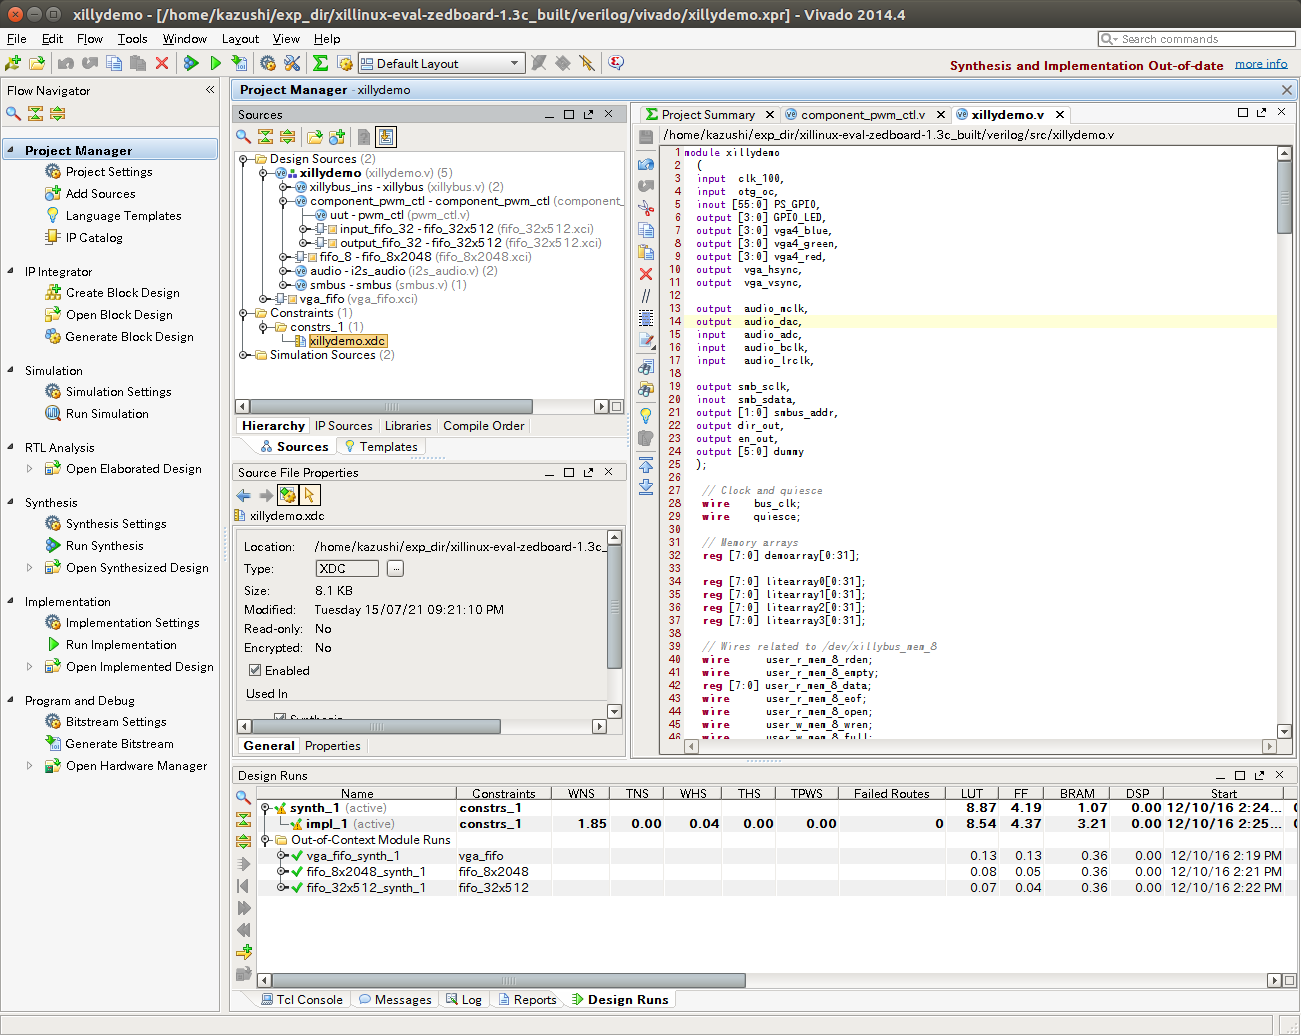 xillydemo - [/home/kazushi/exp_dir/xillinux-eval-zedboard-1.3c_built/verilog/vivado/xillydemo.xpr] - Vivado 2014.4
File Edit Flow Tools Window Layout View Help
Search commands
Default Layout
Synthesis and Implementation Out-of-date more info
Flow Navigator
Project Manager
Project Settings
Add Sources
Language Templates
IP Catalog
IP Integrator
Create Block Design
Open Block Design
Generate Block Design
Simulation
Simulation Settings
Run Simulation
RTL Analysis
Open Elaborated Design
Synthesis
Synthesis Settings
Run Synthesis
Open Synthesized Design
Implementation
Implementation Settings
Run Implementation
Open Implemented Design
Program and Debug
Bitstream Settings
Generate Bitstream
Open Hardware Manager
Project Manager - xillydemo
Sources
Design Sources (2)
xillydemo (xillydemo.v) (5)
xillybus_ins - xillybus (xillybus.v) (2)
component_pwm_ctl - component_pwm_ctl (component_
uut - pwm_ctl (pwm_ctl.v)
input_fifo_32 - fifo_32x512 (fifo_32x512.xci)
output_fifo_32 - fifo_32x512 (fifo_32x512.xci)
fifo_8 - fifo_8x2048 (fifo_8x2048.xci)
audio - i2s_audio (i2s_audio.v) (2)
smbus - smbus (smbus.v) (1)
vga_fifo (vga_fifo.xci)
Constraints (1)
constrs_1 (1)
xillydemo.xdc
Simulation Sources (2)
Hierarchy IP Sources Libraries Compile Order
Sources Templates
Source File Properties
xillydemo.xdc
Location: /home/kazushi/exp_dir/xillinux-eval-zedboard-1.3c_
Type: XDC ...
Size: 8.1 KB
Modified: Tuesday 15/07/21 09:21:10 PM
Read-only: No
Encrypted: No
Enabled
Used In
Synthesis
General Properties
Project Summary component_pwm_ctl.v xillydemo.v
/home/kazushi/exp_dir/xillinux-eval-zedboard-1.3c_built/verilog/src/xillydemo.v
1 module xillydemo
2 (
3 input clk_100,
4 input otg_oc,
5 inout [55:0] PS_GPIO,
6 output [3:0] GPIO_LED,
7 output [3:0] vga4_blue,
8 output [3:0] vga4_green,
9 output [3:0] vga4_red,
10 output vga_hsync,
11 output vga_vsync,
12
13 output audio_mclk,
14 output audio_dac,
15 input audio_adc,
16 input audio_bclk,
17 input audio_lrclk,
18
19 output smb_sclk,
20 inout smb_sdata,
21 output [1:0] smbus_addr,
22 output dir_out,
23 output en_out,
24 output [5:0] dummy
25 );
26
27 // Clock and quiesce
28 wire bus_clk;
29 wire quiesce;
30
31 // Memory arrays
32 reg [7:0] demoarray[0:31];
33
34 reg [7:0] litearray0[0:31];
35 reg [7:0] litearray1[0:31];
36 reg [7:0] litearray2[0:31];
37 reg [7:0] litearray3[0:31];
38
39 // Wires related to /dev/xillybus_mem_8
40 wire user_r_mem_8_rden;
41 wire user_r_mem_8_empty;
42 reg [7:0] user_r_mem_8_data;
43 wire user_r_mem_8_eof;
44 wire user_r_mem_8_open;
45 wire user_w_mem_8_wren;
46 wire user_w_mem_8_full;
Design Runs
Name Constraints WNS TNS WHS THS TPWS Failed Routes LUT FF BRAM DSP Start
synth_1 (active) constrs_1 8.87 4.19 1.07 0.00 12/10/16 2:24...
impl_1 (active) constrs_1 1.85 0.00 0.04 0.00 0.00 0 8.54 4.37 3.21 0.00 12/10/16 2:25...
Out-of-Context Module Runs
vga_fifo_synth_1 vga_fifo 0.13 0.13 0.36 0.00 12/10/16 2:19 PM
fifo_8x2048_synth_1 fifo_8x2048 0.08 0.05 0.36 0.00 12/10/16 2:21 PM
fifo_32x512_synth_1 fifo_32x512 0.07 0.04 0.36 0.00 12/10/16 2:22 PM
Tcl Console Messages Log Reports Design Runs